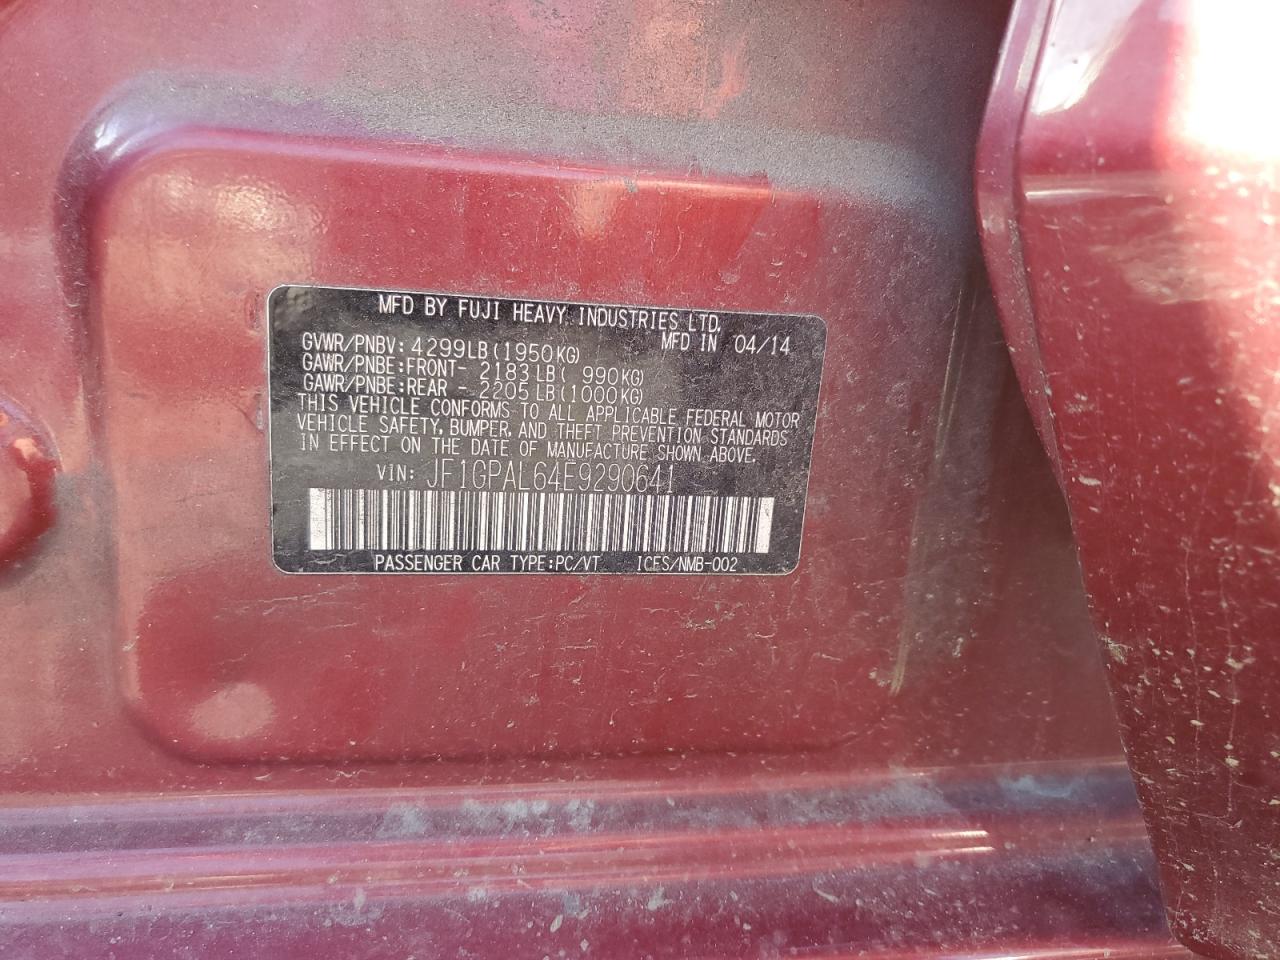 MFD BY FUJI HEAVY INDUSTRIES LTD.
MFD IN 04/14
GVWR/PNBV: 4299LB(1950KG)
GAWR/PNBE:FRONT- 2183LB( 990KG)
GAWR/PNBE:REAR - 2205LB(1000KG)
THIS VEHICLE CONFORMS TO ALL APPLICABLE FEDERAL MOTOR
VEHICLE SAFETY, BUMPER, AND THEFT PREVENTION STANDARDS
IN EFFECT ON THE DATE OF MANUFACTURE SHOWN ABOVE.
VIN: JF1GPAL64E9290641
PASSENGER CAR TYPE:PC/VT ICES/NMB-002